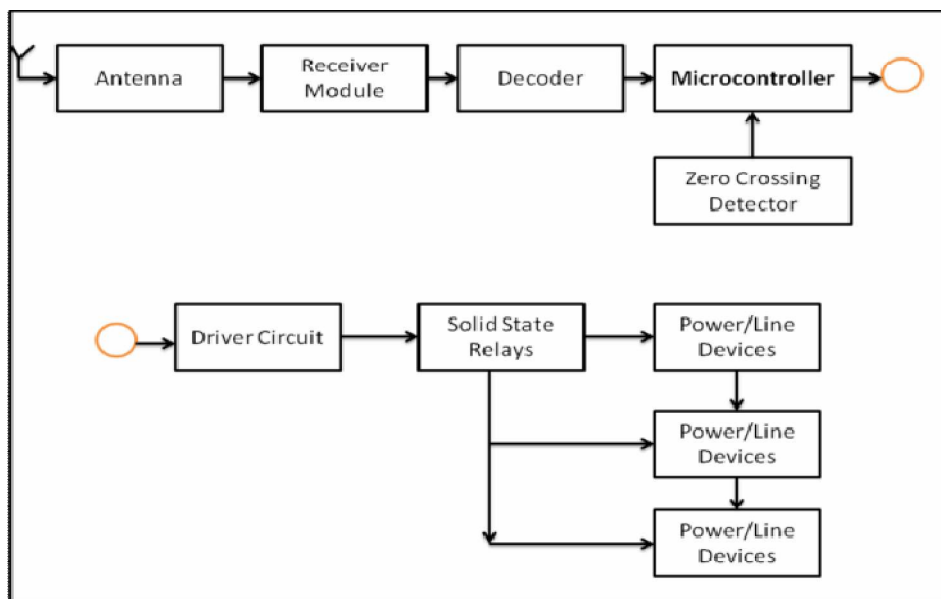 Antenna
Receiver
Module
Decoder
Microcontroller
Zero Crossing
Detector
Driver Circuit
Solid State
Relays
Power/Line
Devices
Power/Line
Devices
Power/Line
Devices